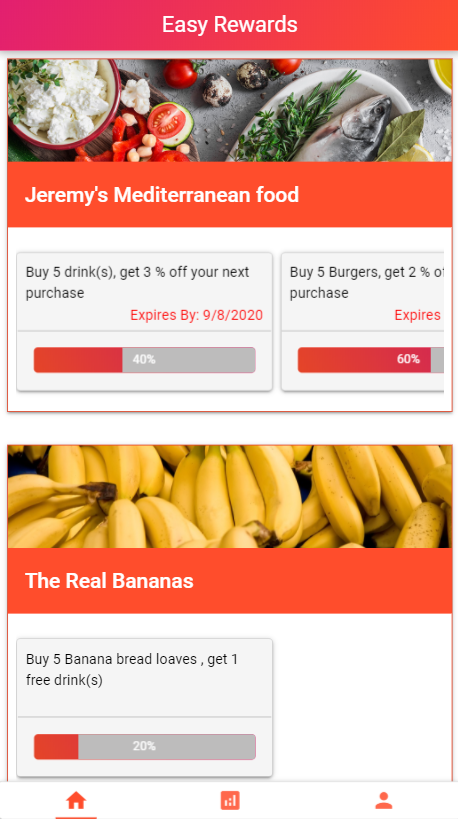 Easy Rewards
Jeremy's Mediterranean food
Buy 5 drink(s), get 3 % off your next
purchase
Expires By: 9/8/2020
40%
Buy 5 Burgers, get 2 % of
purchase
Expires
60%
The Real Bananas
Buy 5 Banana bread loaves , get 1
free drink(s)
20%